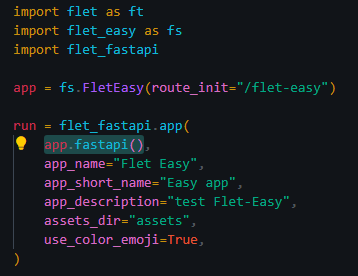 import flet as ft
import flet_easy as fs
import flet_fastapi
app = fs.FletEasy(route_init="/flet-easy")
run = flet_fastapi.app(
app.fastapi(),
app_name="Flet Easy",
app_short_name="Easy app",
app_description="test Flet-Easy",
assets_dir="assets",
use_color_emoji=True,
)